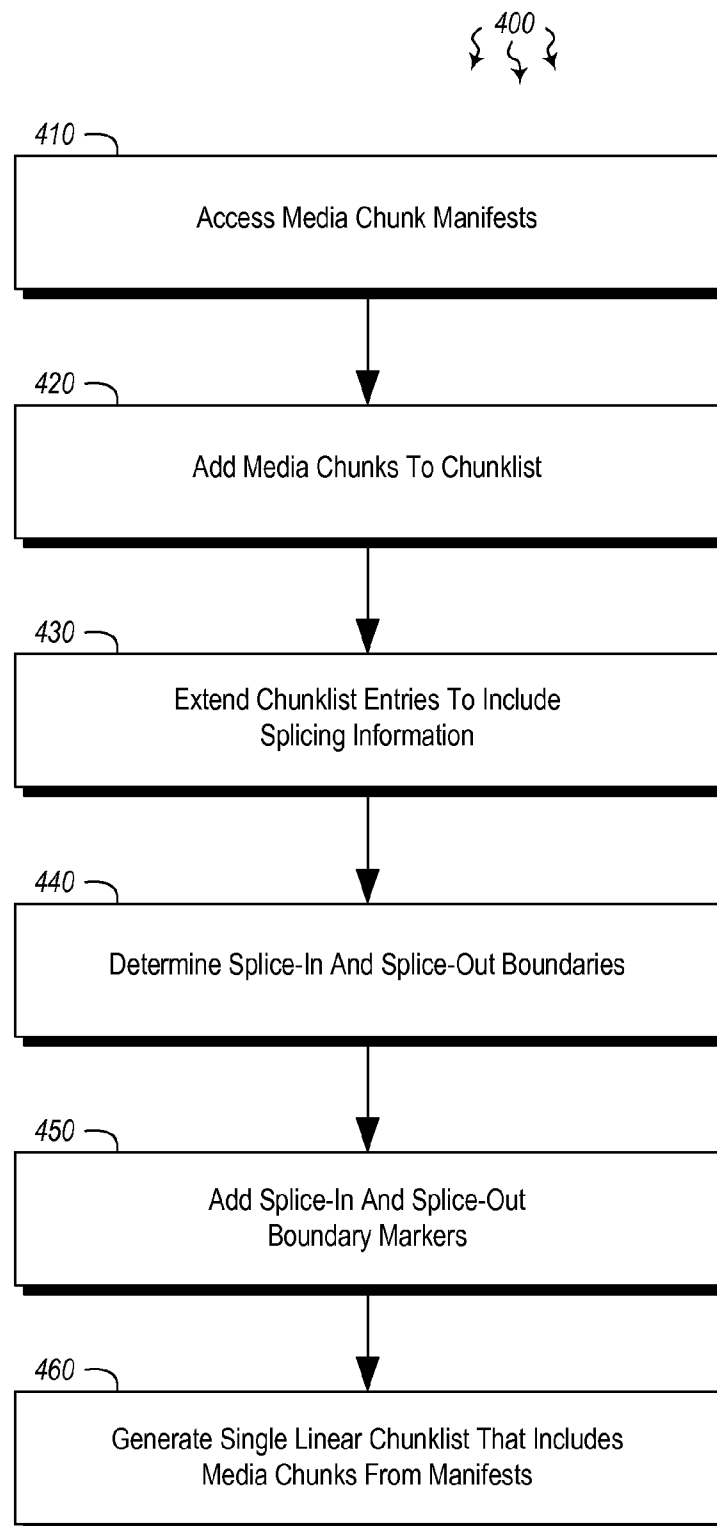 400
410
Access Media Chunk Manifests
420
Add Media Chunks To Chunklist
430
Extend Chunklist Entries To Include
Splicing Information
440
Determine Splice-In And Splice-Out Boundaries
450
Add Splice-In And Splice-Out
Boundary Markers
460
Generate Single Linear Chunklist That Includes
Media Chunks From Manifests